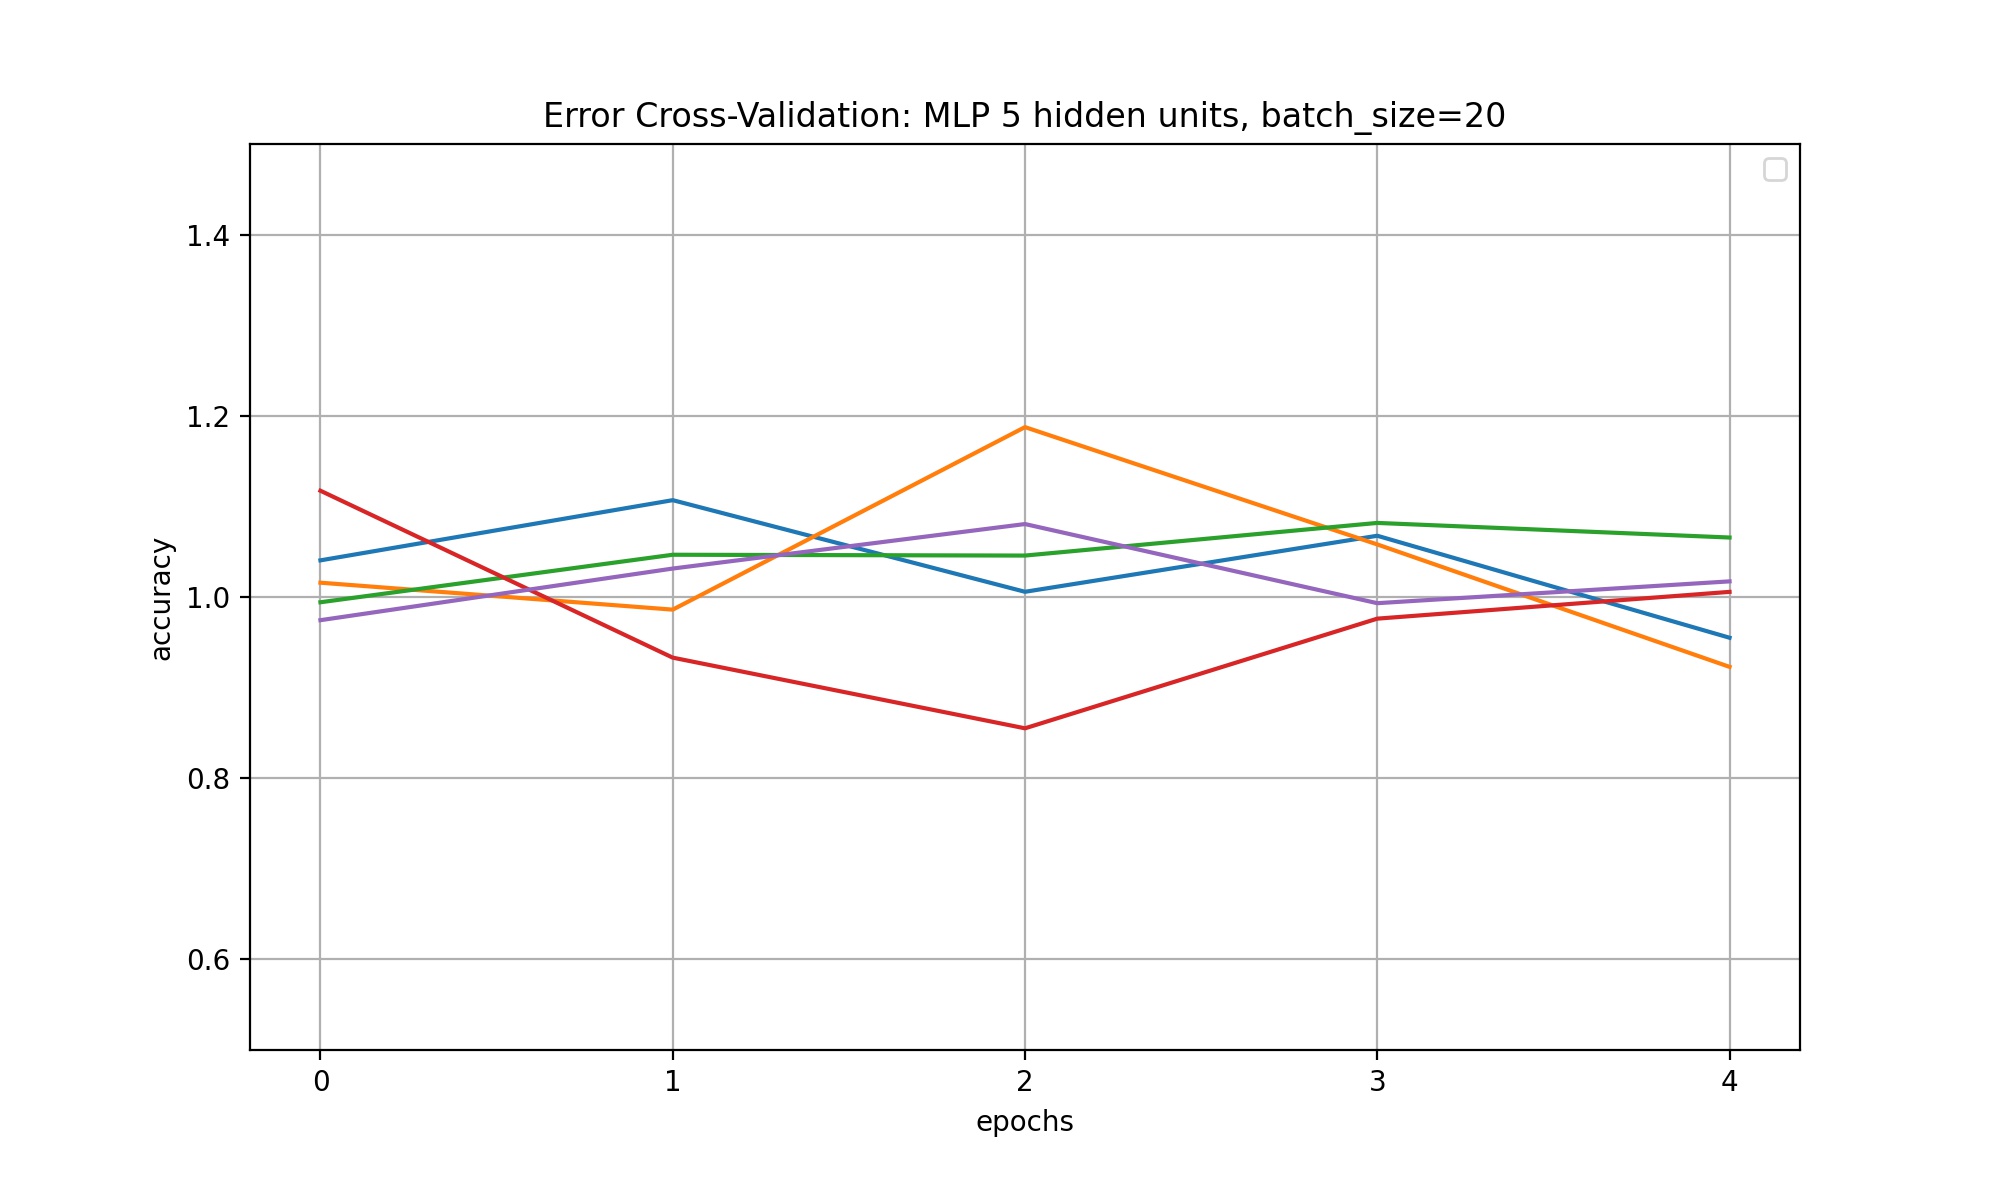 Error Cross-Validation: MLP 5 hidden units, batch_size=20
1.4
1.2
1.0
0.8
0.6
accuracy
0 1 2 3 4
epochs